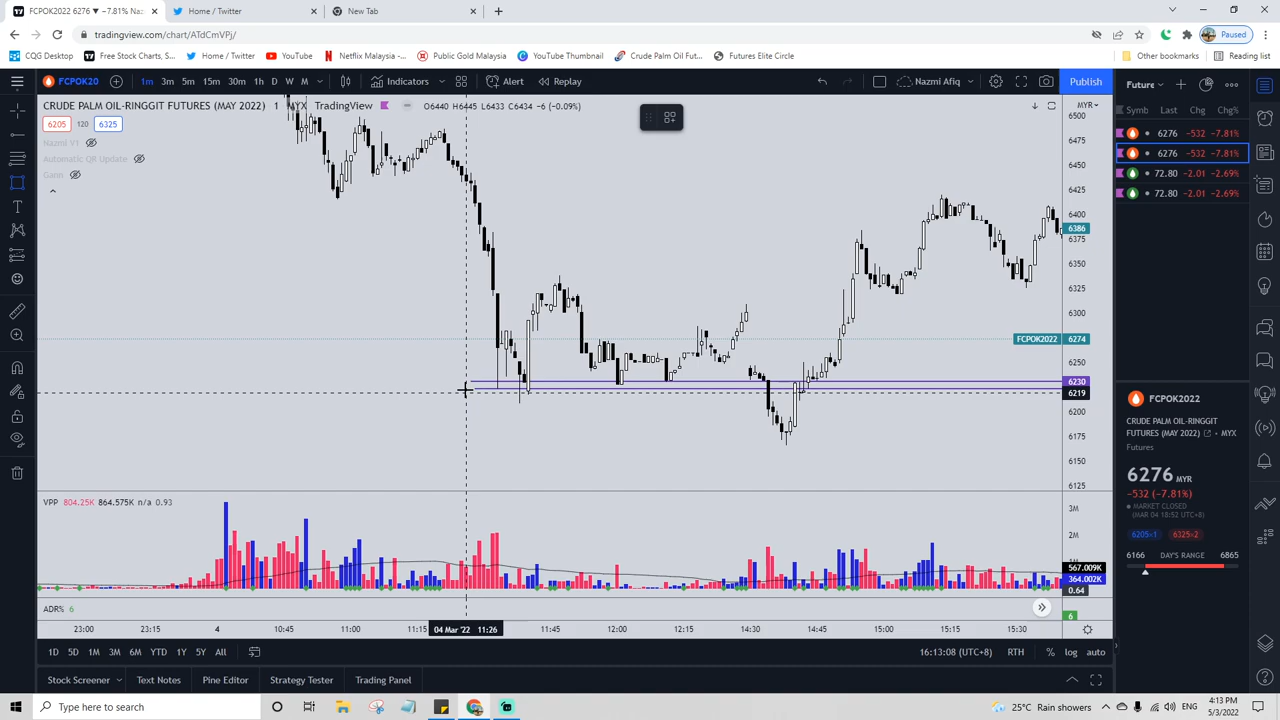 FCPOK2022 6276 ▼ −7.81% Nazmi
Home / Twitter
New Tab
tradingview.com/chart/ATdCmVPj/
Paused
CQG Desktop
Free Stock Charts, S...
Home / Twitter
YouTube
Netflix Malaysia -...
Public Gold Malaysia
YouTube Thumbnail
Crude Palm Oil Fut...
Futures Elite Circle
Other bookmarks
Reading list
FCPOK20
1m 3m 5m 15m 30m 1h D W M
Indicators
Alert
Replay
Nazmi Afiq
Publish
Future
CRUDE PALM OIL-RINGGIT FUTURES (MAY 2022) 1 NYX TradingView
O6440 H6445 L6433 C6434 −6 (−0.09%)
MYR
6205 120 6325
Nazmi V1
Automatic QR Update
Gann
Symb Last Chg Chg%
6276 −532 −7.81%
6276 −532 −7.81%
72.80 −2.01 −2.69%
72.80 −2.01 −2.69%
6500
6475
6450
6425
6400
6386
6375
6350
6325
6300
FCPOK2022 6274
6250
6230
6219
6200
6175
6150
6125
VPP 804.25K 864.575K n/a 0.93
3M
2M
567.009K
364.002K
0.64
ADR% 6
6
FCPOK2022
CRUDE PALM OIL-RINGGIT
FUTURES (MAY 2022) • MYX
Futures
6276 MYR
−532 (−7.81%)
MARKET CLOSED
(MAR 04 18:52 UTC+8)
6205×1 6325×2
6166 DAY'S RANGE 6865
23:00 23:15 4 10:45 11:00 11:15 04 Mar '22 11:26 11:45 12:00 12:15 14:30 14:45 15:00 15:15 15:30
1D 5D 1M 3M 6M YTD 1Y 5Y All
16:13:08 (UTC+8) RTH % log auto
Stock Screener Text Notes Pine Editor Strategy Tester Trading Panel
Type here to search
25°C Rain showers
ENG
4:13 PM
5/3/2022